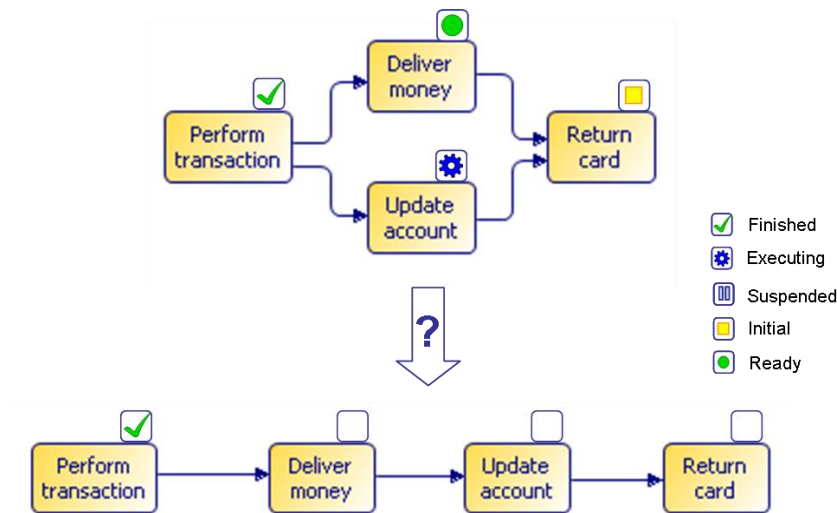 Deliver
money
Perform
transaction
Return
card
Update
account
Finished
Executing
Suspended
Initial
Ready
?
Perform
transaction
Deliver
money
Update
account
Return
card